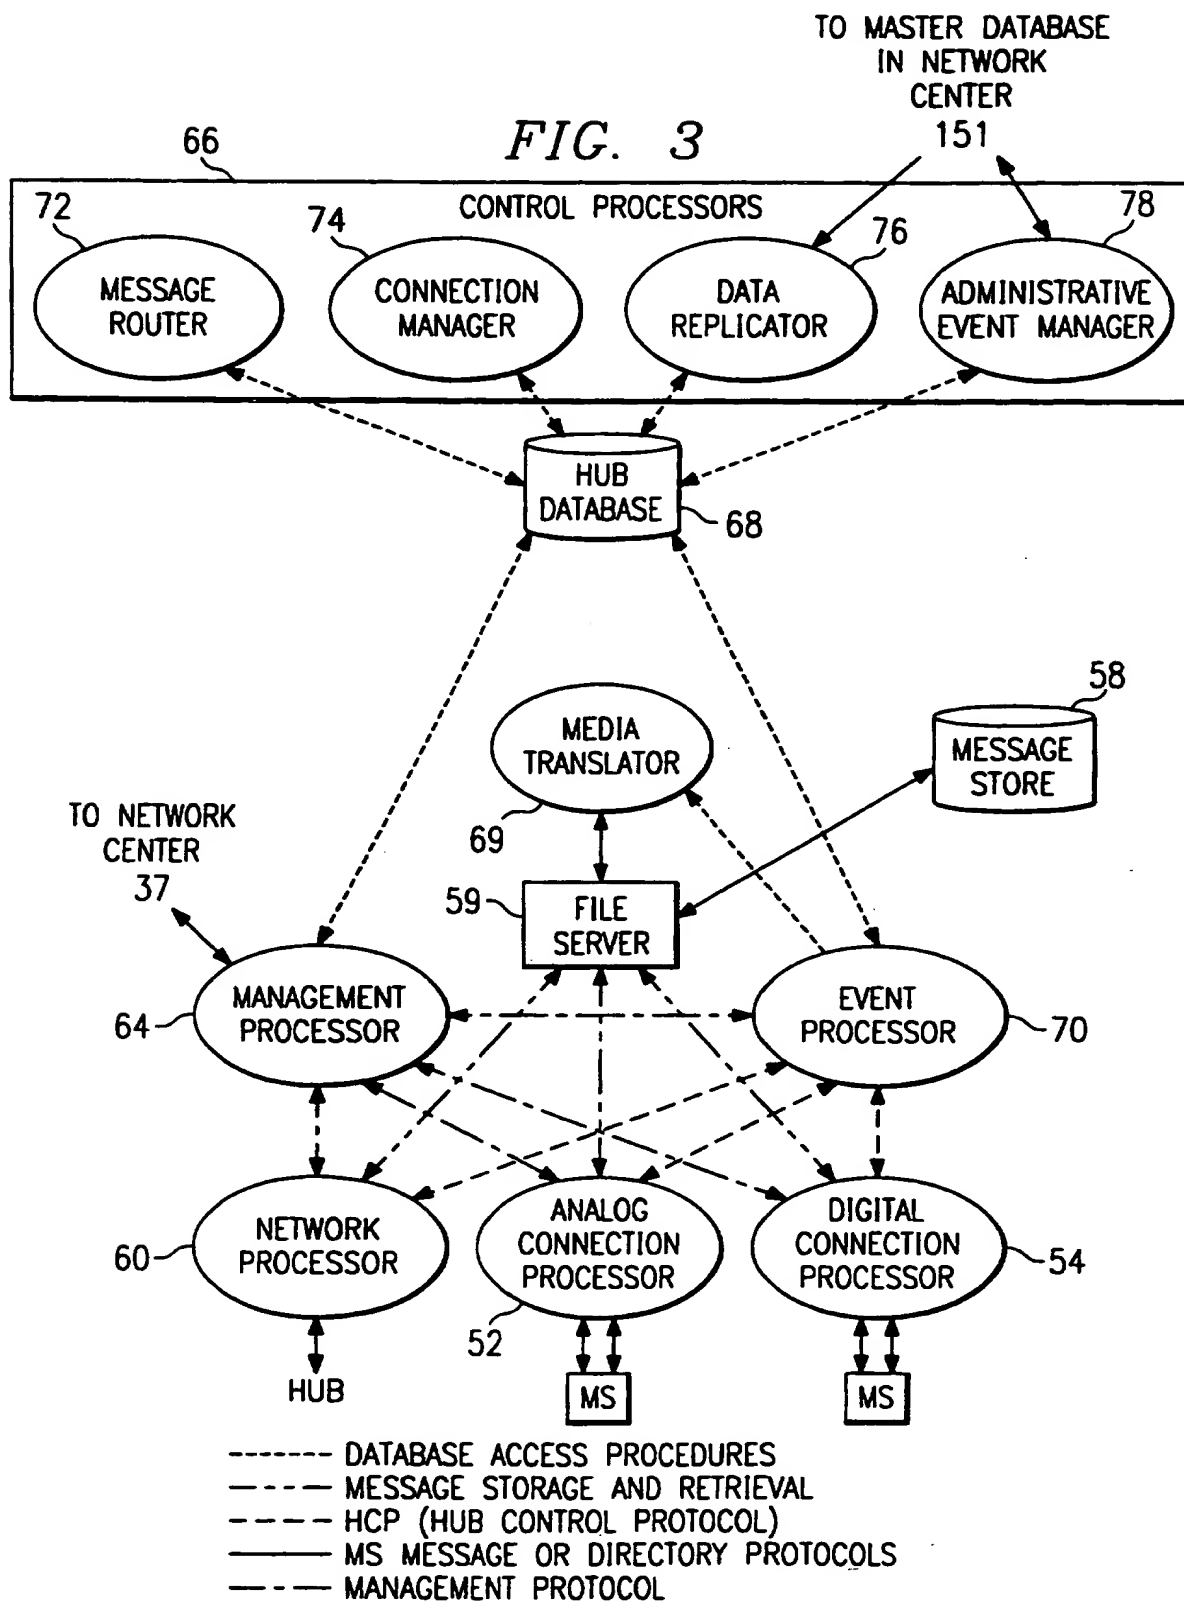 TO MASTER DATABASE
IN NETWORK
CENTER
151
FIG. 3
66
CONTROL PROCESSORS
72
MESSAGE
ROUTER
74
CONNECTION
MANAGER
76
DATA
REPLICATOR
78
ADMINISTRATIVE
EVENT MANAGER
HUB
DATABASE
68
58
MESSAGE
STORE
MEDIA
TRANSLATOR
69
TO NETWORK
CENTER
37
59
FILE
SERVER
MANAGEMENT
PROCESSOR
64
EVENT
PROCESSOR
70
NETWORK
PROCESSOR
60
ANALOG
CONNECTION
PROCESSOR
52
DIGITAL
CONNECTION
PROCESSOR
54
HUB
MS
MS
DATABASE ACCESS PROCEDURES
MESSAGE STORAGE AND RETRIEVAL
HCP (HUB CONTROL PROTOCOL)
MS MESSAGE OR DIRECTORY PROTOCOLS
MANAGEMENT PROTOCOL